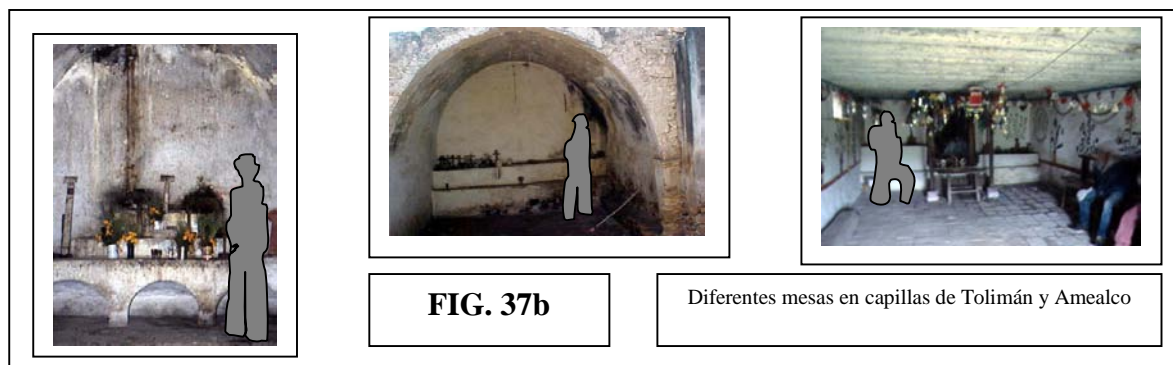 FIG. 37b
Diferentes mesas en capillas de Tolimán y Amealco